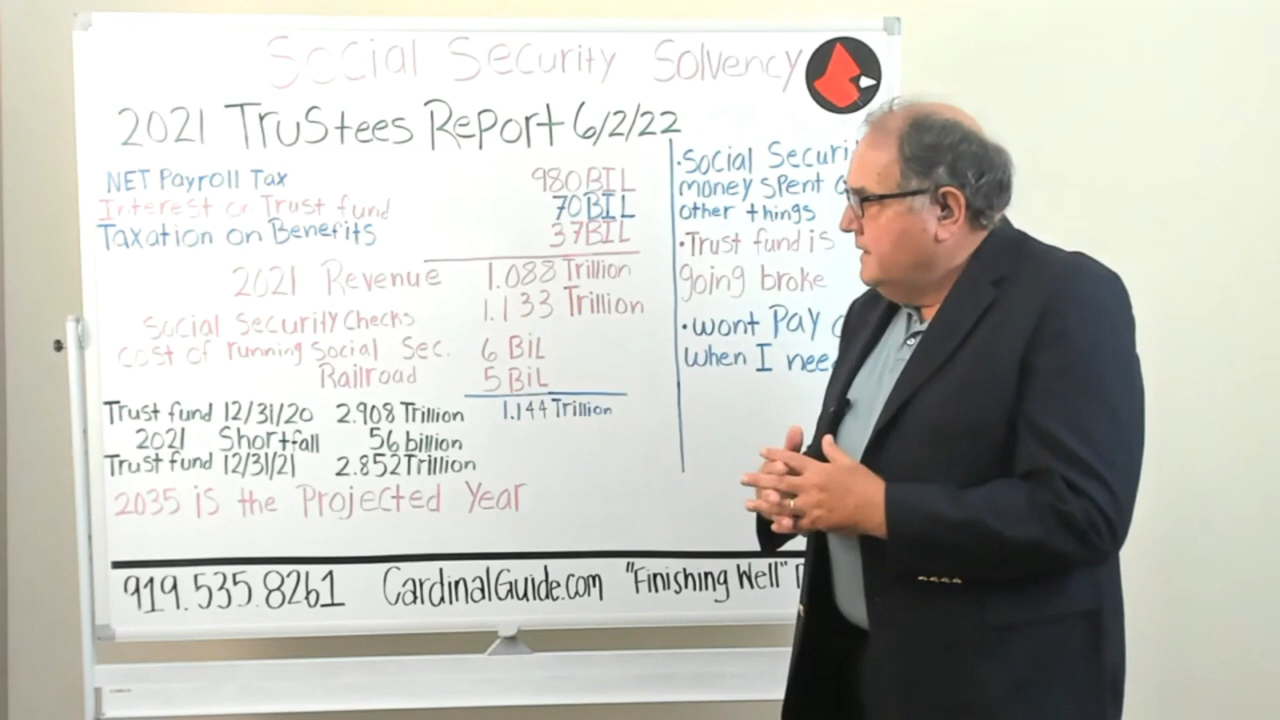 Social Security Solvency
2021 Trustees Report 6/2/22
NET Payroll Tax 980 BIL
Interest on Trust fund 70 BIL
Taxation on Benefits 37 BIL
2021 Revenue 1.088 Trillion
Social Security Checks 1.133 Trillion
Cost of running Social Sec. 6 BIL
Railroad 5 BIL
1.144 Trillion
Trust fund 12/31/20 2.908 Trillion
2021 Shortfall 56 billion
Trust fund 12/31/21 2.852 Trillion
2035 is the Projected Year
•Social Securi
money spent
other things
•Trust fund is
going broke
•wont Pay
when I nee
919.535.8261 CardinalGuide.com "Finishing Well"